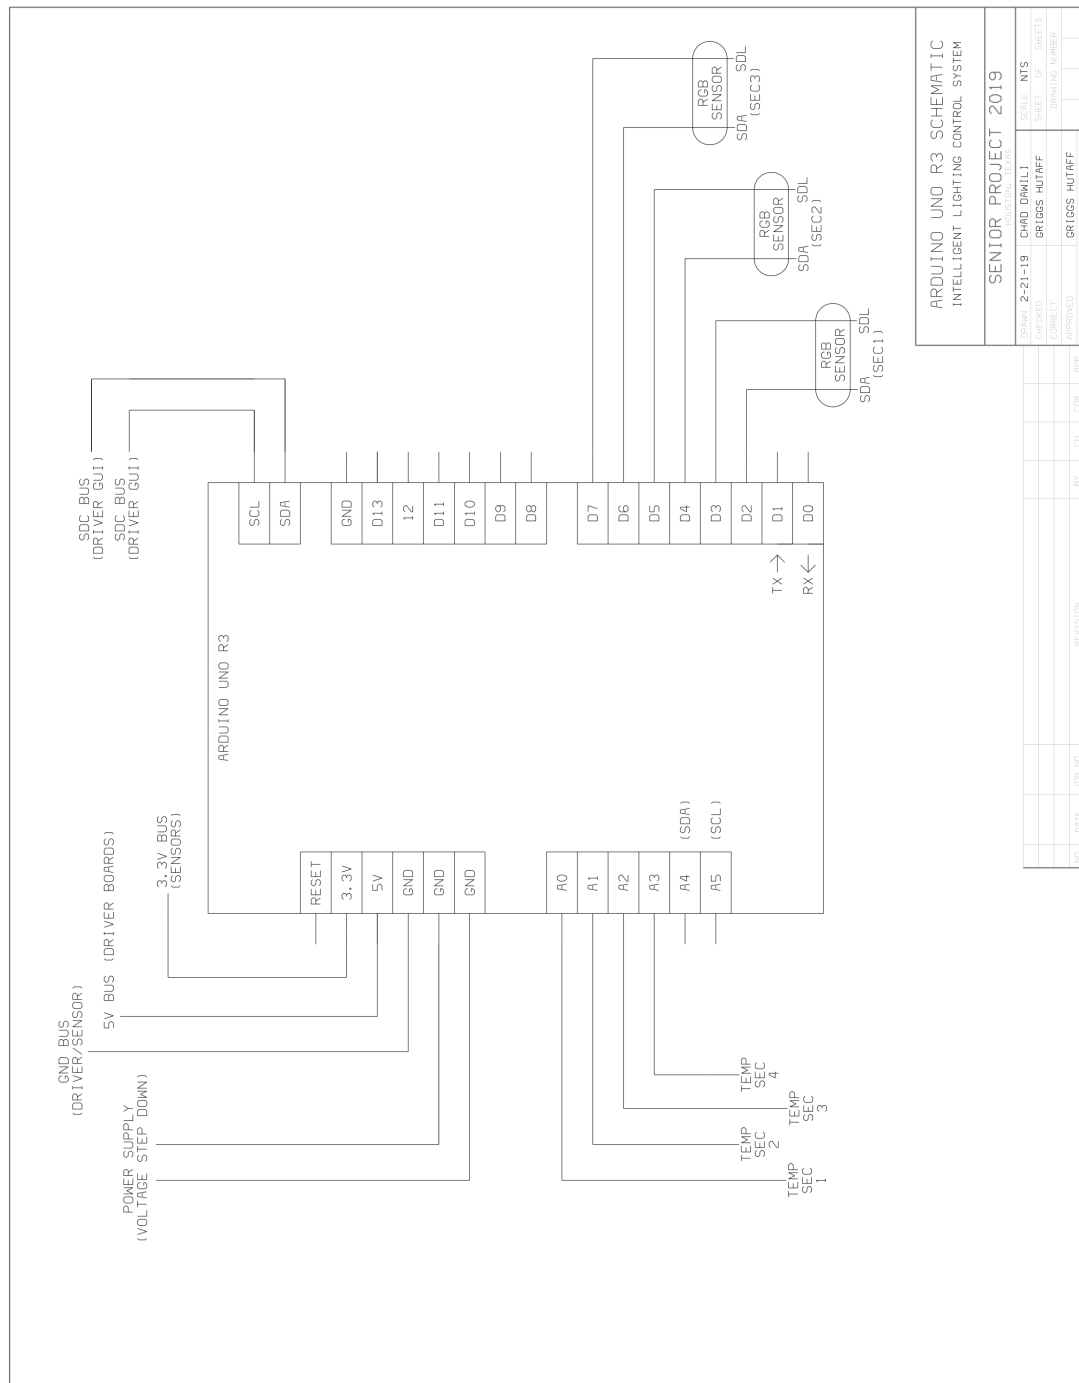 POWER SUPPLY
(VOLTAGE STEP DOWN)
GND BUS
(DRIVER/SENSOR)
5V BUS (DRIVER BOARDS)
3.3V BUS
(SENSORS)
SDC BUS
(DRIVER GUI)
SDC BUS
(DRIVER GUI)
ARDUINO UNO R3
RESET
3.3V
5V
GND
GND
GND
A0
A1
A2
A3
A4
A5
(SDA)
(SCL)
SCL
SDA
GND
D13
12
D11
D10
D9
D8
D7
D6
D5
D4
D3
D2
D1
D0
TX
RX
TEMP
SEC
1
TEMP
SEC
2
TEMP
SEC
3
TEMP
SEC
4
RGB
SENSOR
SDA SDL
(SEC3)
RGB
SENSOR
SDA SDL
(SEC2)
RGB
SENSOR
SDA SDL
(SEC1)
ARDUINO UNO R3 SCHEMATIC
INTELLIGENT LIGHTING CONTROL SYSTEM
SENIOR PROJECT 2019
HOUSTON, TEXAS
DRAWN 2-21-19 CHAD DAWILI SCALE NTS
CHECKED GRIGGS HUTAFF SHEET OF SHEETS
CORRECT DRAWING NUMBER
APPROVED GRIGGS HUTAFF
NO DATE JOB NO REVISION BY CH COR APP